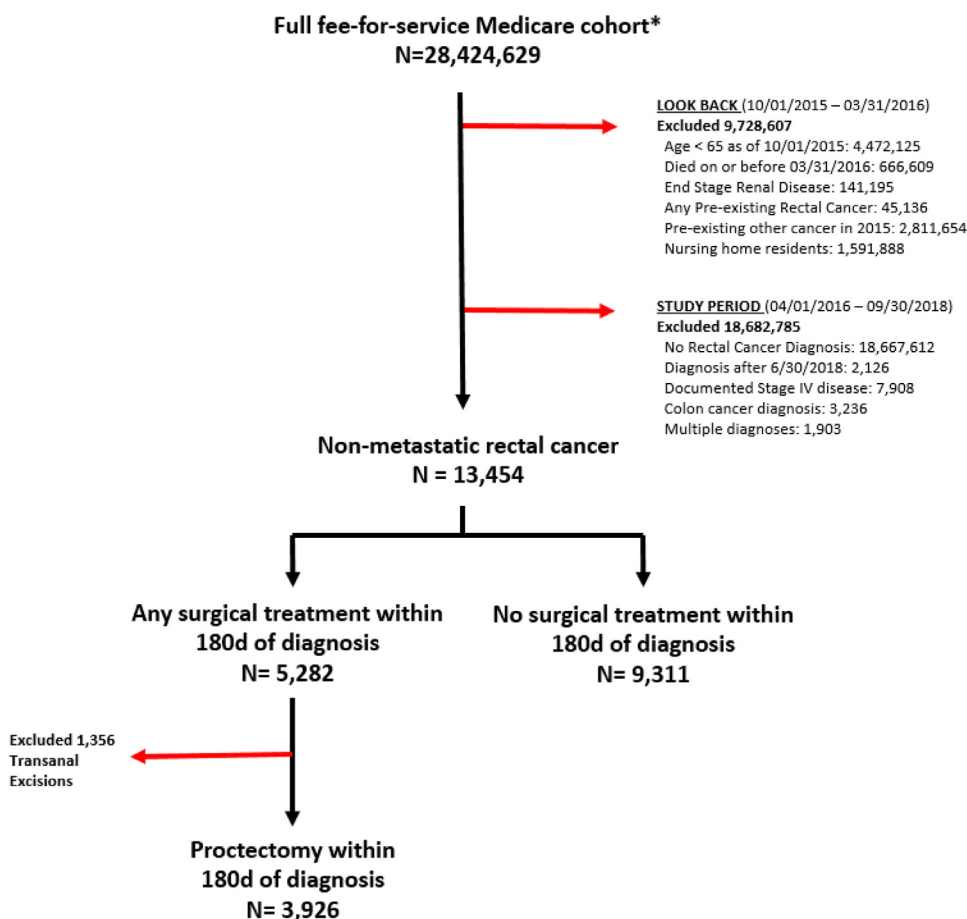 Full fee-for-service Medicare cohort*
N=28,424,629
LOOK BACK (10/01/2015 – 03/31/2016)
Excluded 9,728,607
Age < 65 as of 10/01/2015: 4,472,125
Died on or before 03/31/2016: 666,609
End Stage Renal Disease: 141,195
Any Pre-existing Rectal Cancer: 45,136
Pre-existing other cancer in 2015: 2,811,654
Nursing home residents: 1,591,888
STUDY PERIOD (04/01/2016 – 09/30/2018)
Excluded 18,682,785
No Rectal Cancer Diagnosis: 18,667,612
Diagnosis after 6/30/2018: 2,126
Documented Stage IV disease: 7,908
Colon cancer diagnosis: 3,236
Multiple diagnoses: 1,903
Non-metastatic rectal cancer
N = 13,454
Any surgical treatment within
180d of diagnosis
N= 5,282
No surgical treatment within
180d of diagnosis
N= 9,311
Excluded 1,356
Transanal
Excisions
Proctectomy within
180d of diagnosis
N= 3,926